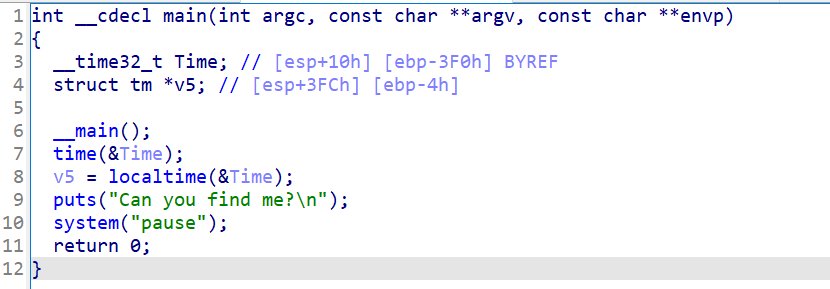 1 int __cdecl main(int argc, const char **argv, const char **envp)
2 {
3   __time32_t Time; // [esp+10h] [ebp-3F0h] BYREF
4   struct tm *v5; // [esp+3FCh] [ebp-4h]
5
6   __main();
7   time(&Time);
8   v5 = localtime(&Time);
9   puts("Can you find me?\n");
10   system("pause");
11   return 0;
12 }